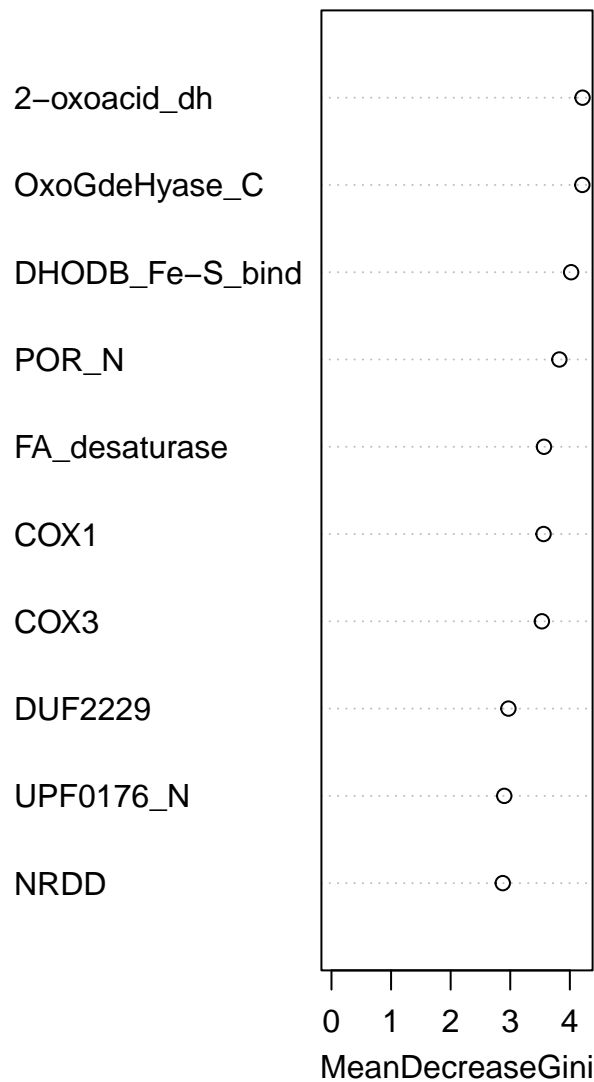 2−oxoacid_dh
OxoGdeHyase_C
DHODB_Fe−S_bind
POR_N
FA_desaturase
COX1
COX3
DUF2229
UPF0176_N
NRDD
0 1 2 3 4
MeanDecreaseGini